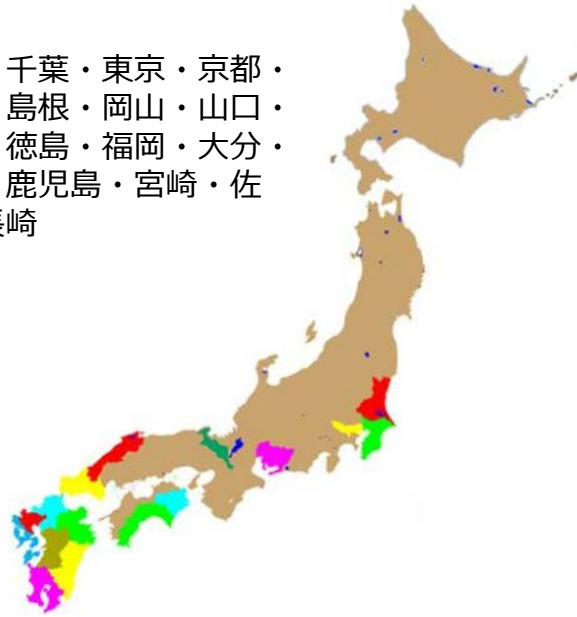 千葉・東京・京都・
島根・岡山・山口・
徳島・福岡・大分・
鹿児島・宮崎・佐
長崎